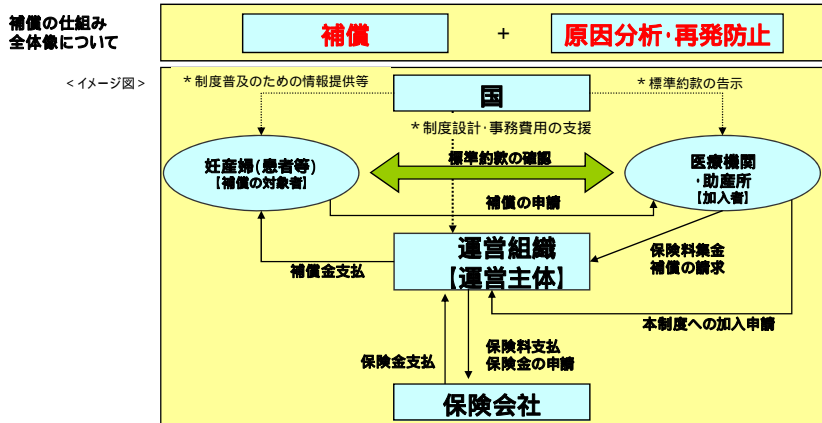 補償の仕組み
全体像について
補償
+
原因分析･再発防止
<イメージ図>
*制度普及のための情報提供等
国
*標準約款の告示
*制度設計･事務費用の支援
妊産婦(患者等)
【補償の対象者】
標準約款の確認
医療機関
･助産所
【加入者】
補償の申請
運営組織
【運営主体】
保険料集金
補償の請求
補償金支払
本制度への加入申請
保険金支払
保険料支払
保険金の申請
保険会社